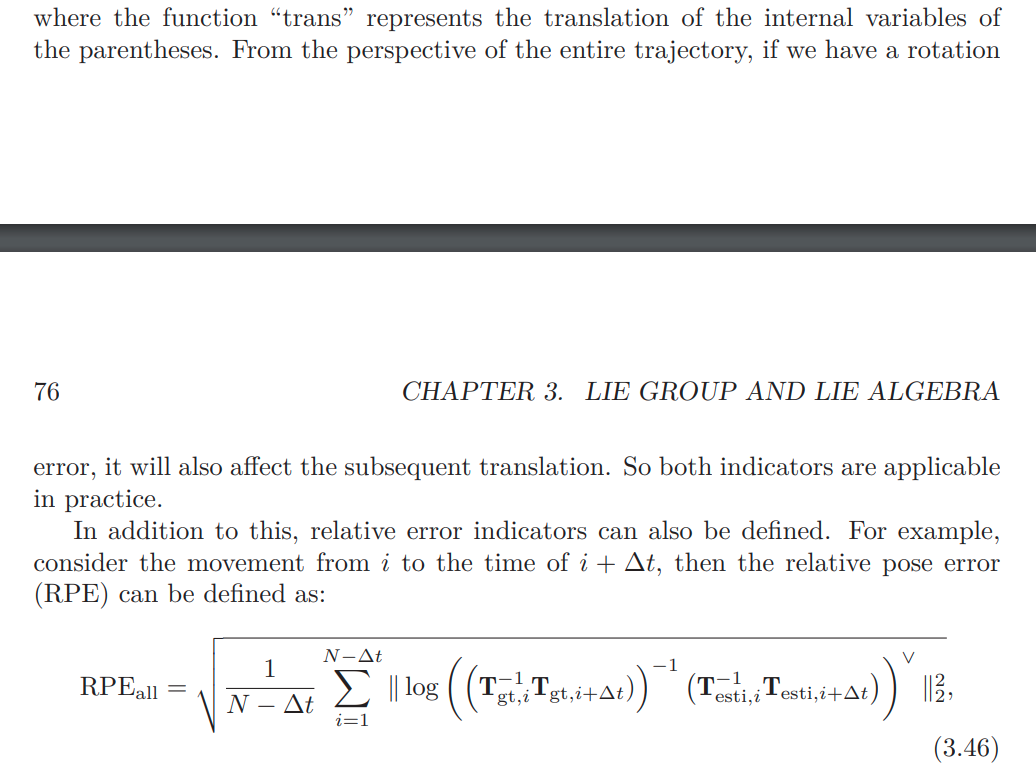 where the function “trans” represents the translation of the internal variables of
the parentheses. From the perspective of the entire trajectory, if we have a rotation
76 CHAPTER 3. LIE GROUP AND LIE ALGEBRA
error, it will also affect the subsequent translation. So both indicators are applicable
in practice.
In addition to this, relative error indicators can also be defined. For example,
consider the movement from i to the time of i + Δt, then the relative pose error
(RPE) can be defined as:
$\mathrm{RPE}_{\mathrm{all}} = \sqrt{\frac{1}{N-\Delta t} \sum_{i=1}^{N-\Delta t} \| \log \left( \left( \mathbf{T}_{\mathrm{gt},i}^{-1} \mathbf{T}_{\mathrm{gt},i+\Delta t} ) \right)^{-1} \left( \mathbf{T}_{\mathrm{esti},i}^{-1} \mathbf{T}_{\mathrm{esti},i+\Delta t} \right) \right)^{\vee} \|_2^2},$
(3.46)